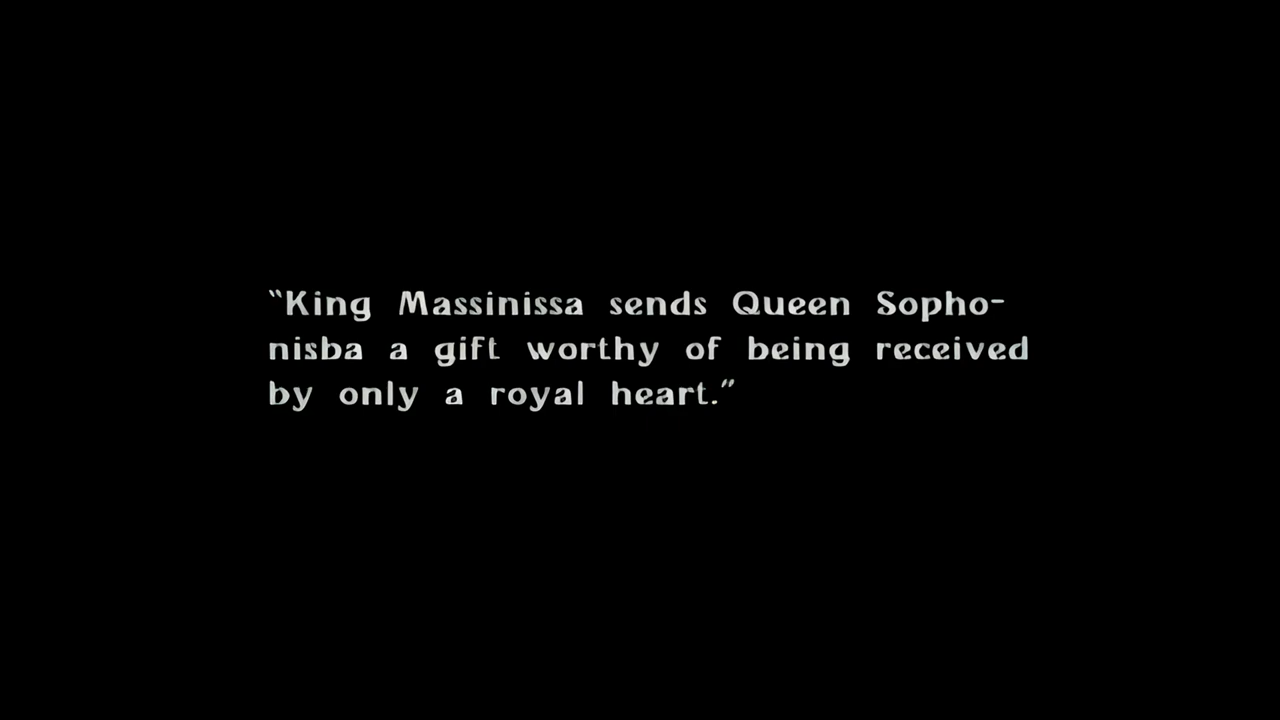 “King Massinissa sends Queen Sopho-
nisba a gift worthy of being received
by only a royal heart.”